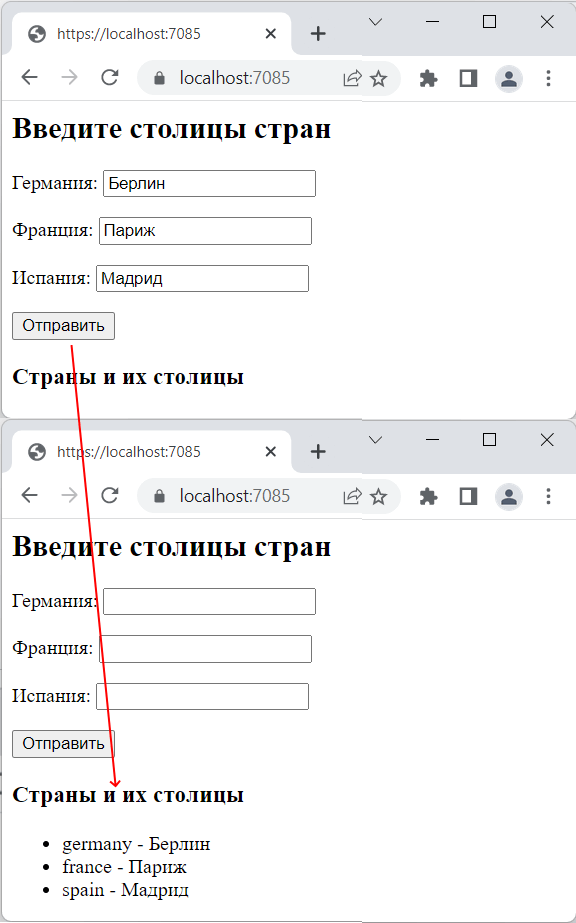 https://localhost:7085
localhost:7085
Введите столицы стран
Германия: Берлин
Франция: Париж
Испания: Мадрид
Отправить
Страны и их столицы
https://localhost:7085
localhost:7085
Введите столицы стран
Германия:
Франция:
Испания:
Отправить
Страны и их столицы
germany - Берлин
france - Париж
spain - Мадрид